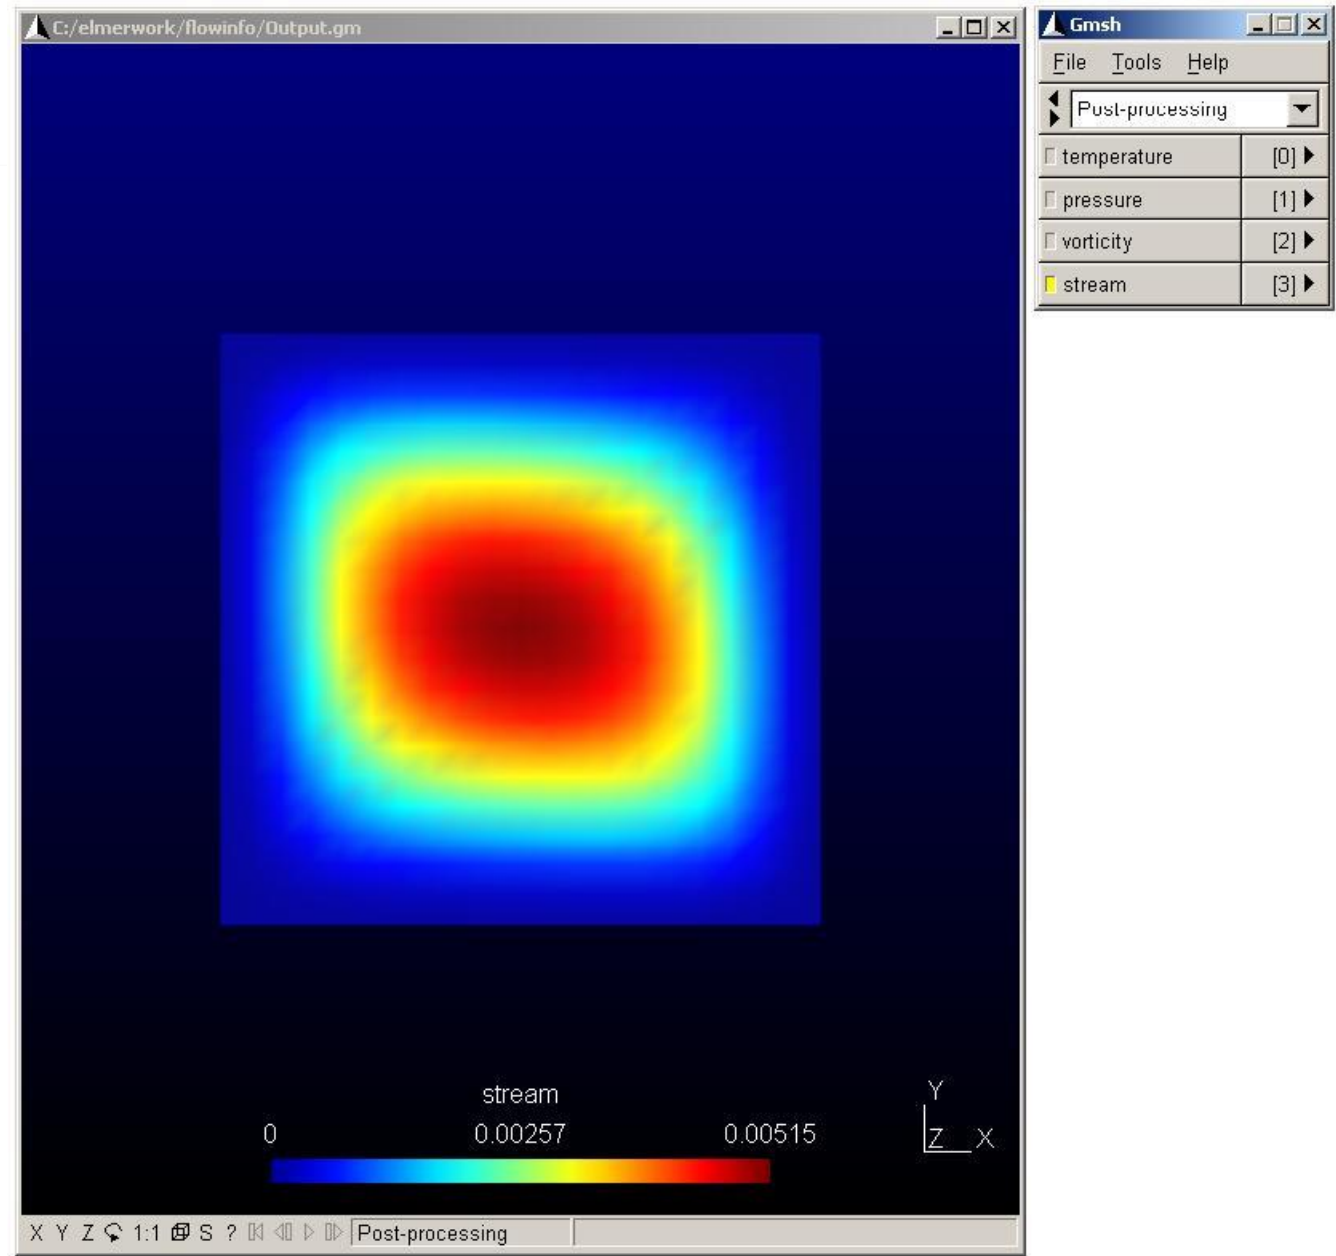 C:/elmerwork/flowinfo/Output.gm
Gmsh
File Tools Help
Post-processing
temperature [0]
pressure [1]
vorticity [2]
stream [3]
stream
0 0.00257 0.00515
Y
Z X
X Y Z 1:1 S ? Post-processing